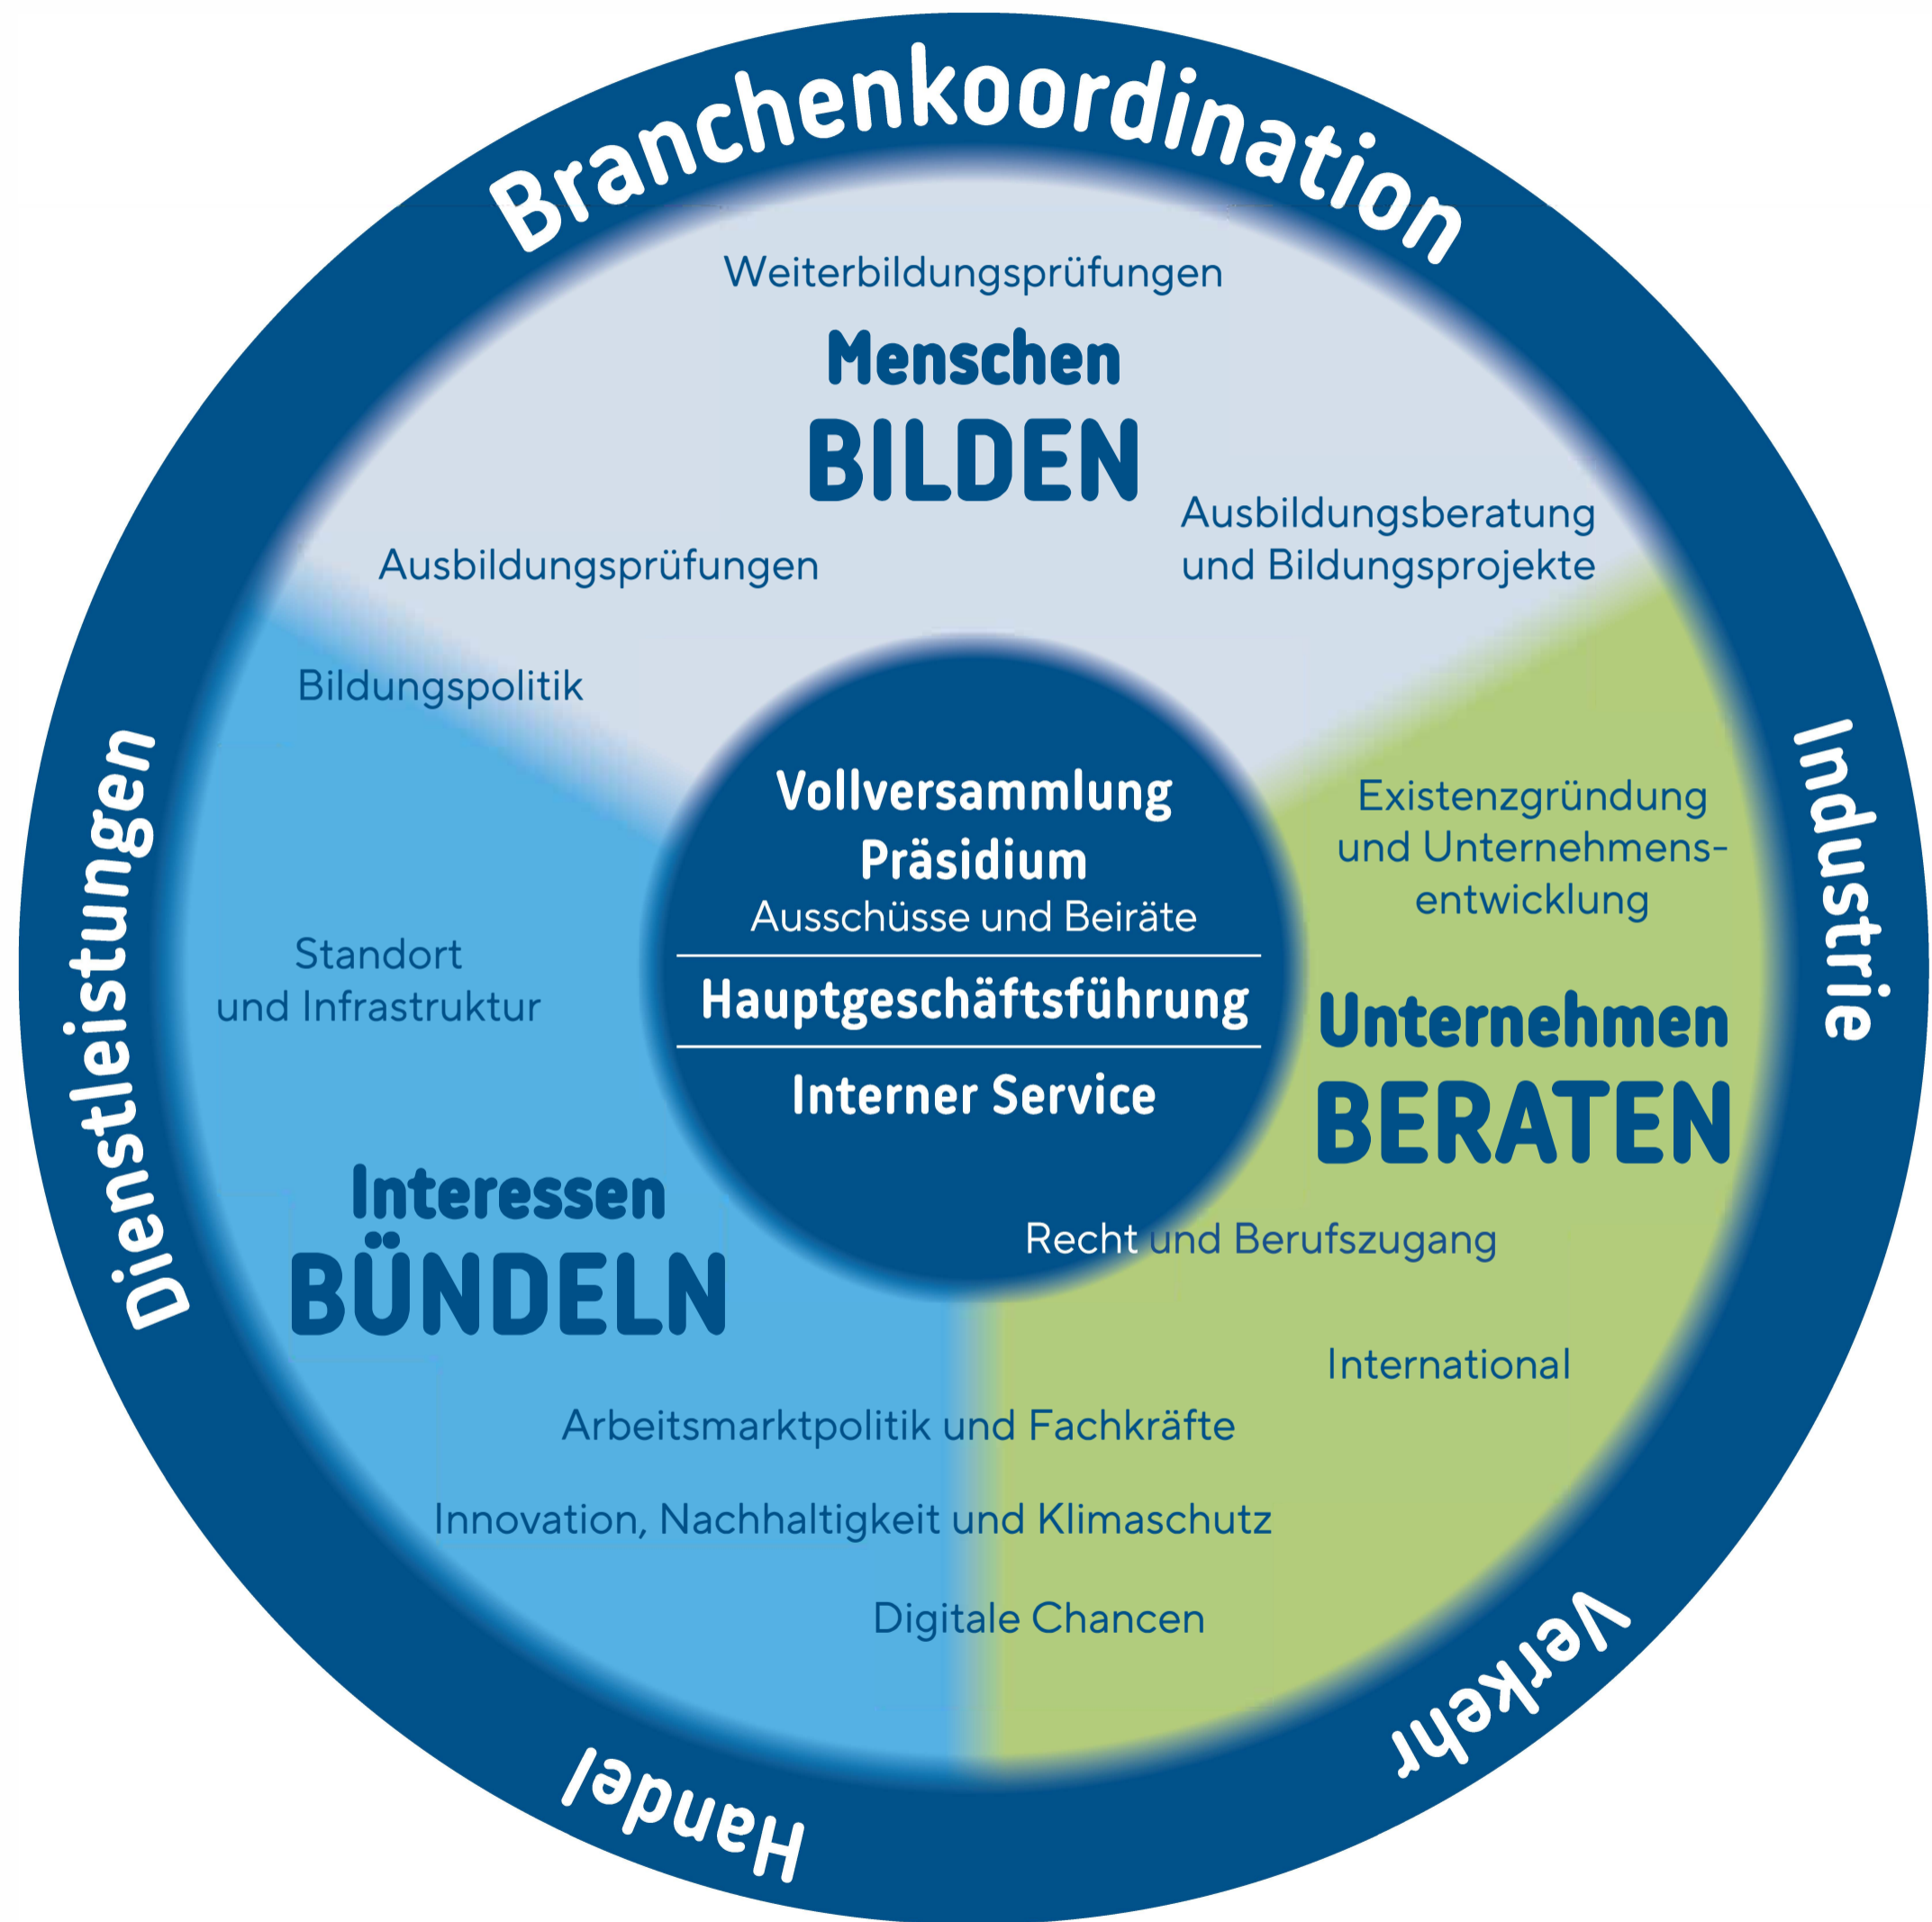 Branchenkoordination
Weiterbildungsprüfungen
Menschen
BILDEN
Ausbildungsberatung
und Bildungsprojekte
Ausbildungsprüfungen
Bildungspolitik
Dienstleistungen
Industrie
Vollversammlung
Präsidium
Ausschüsse und Beiräte
Hauptgeschäftsführung
Interner Service
Existenzgründung
und Unternehmens-
entwicklung
Standort
und Infrastruktur
Unternehmen
BERATEN
Interessen
BÜNDELN
Recht und Berufszugang
International
Arbeitsmarktpolitik und Fachkräfte
Innovation, Nachhaltigkeit und Klimaschutz
Digitale Chancen
Verkehr
Handel